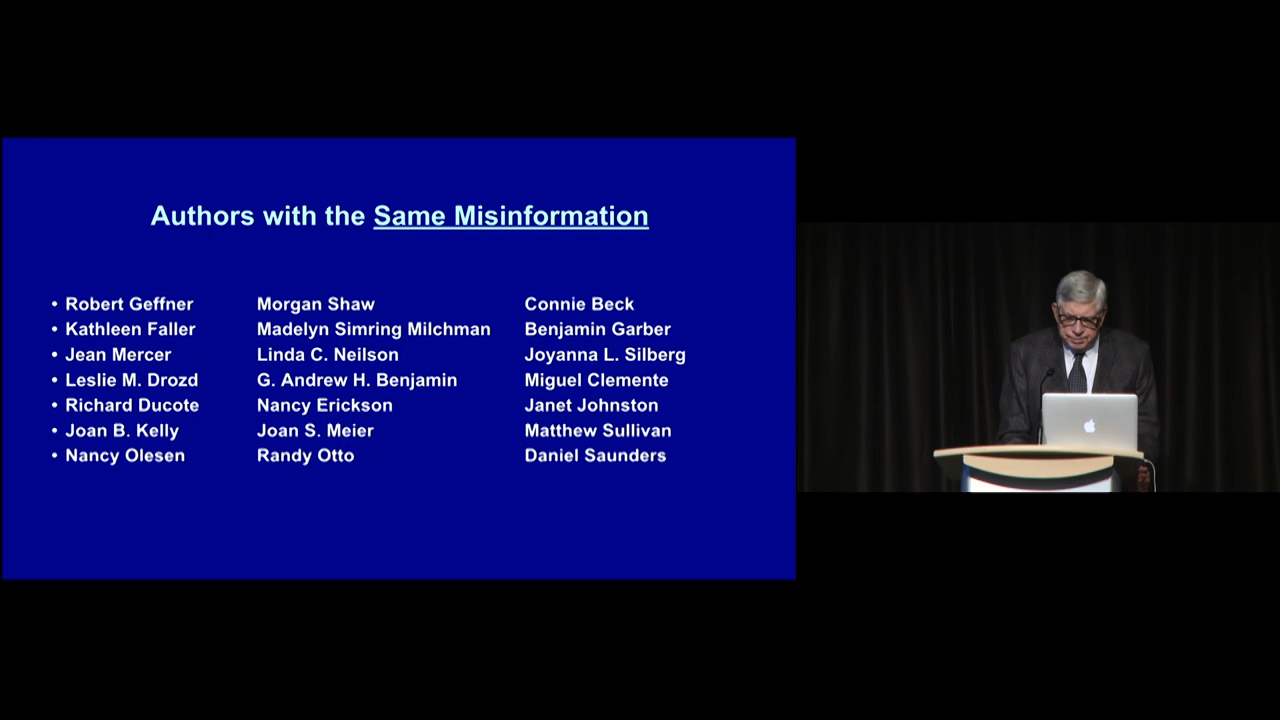 Authors with the Same Misinformation
• Robert Geffner Morgan Shaw Connie Beck
• Kathleen Faller Madelyn Simring Milchman Benjamin Garber
• Jean Mercer Linda C. Neilson Joyanna L. Silberg
• Leslie M. Drozd G. Andrew H. Benjamin Miguel Clemente
• Richard Ducote Nancy Erickson Janet Johnston
• Joan B. Kelly Joan S. Meier Matthew Sullivan
• Nancy Olesen Randy Otto Daniel Saunders